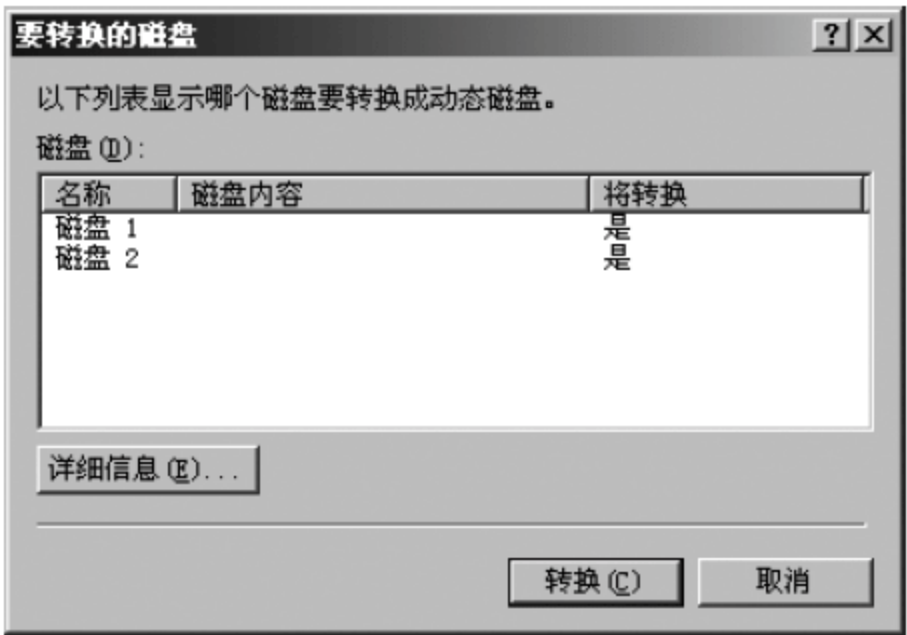 要转换的磁盘
以下列表显示哪个磁盘要转换成动态磁盘。
磁盘(D):
名称 磁盘内容 将转换
磁盘 1 是
磁盘 2 是
详细信息(E)...
转换(C) 取消